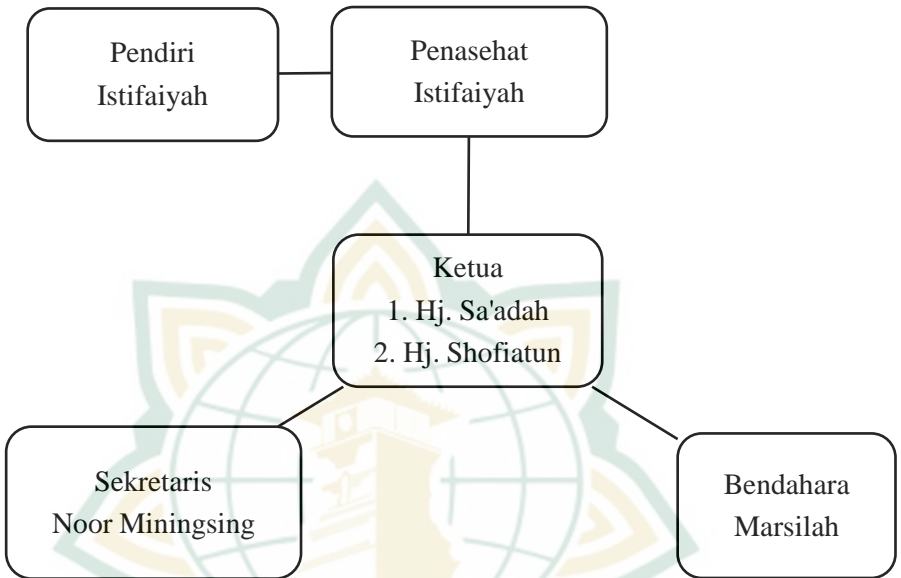 Pendiri
Istifaiyah
Penasehat
Istifaiyah
Ketua
1. Hj. Sa'adah
2. Hj. Shofiatun
Sekretaris
Noor Miningsing
Bendahara
Marsilah